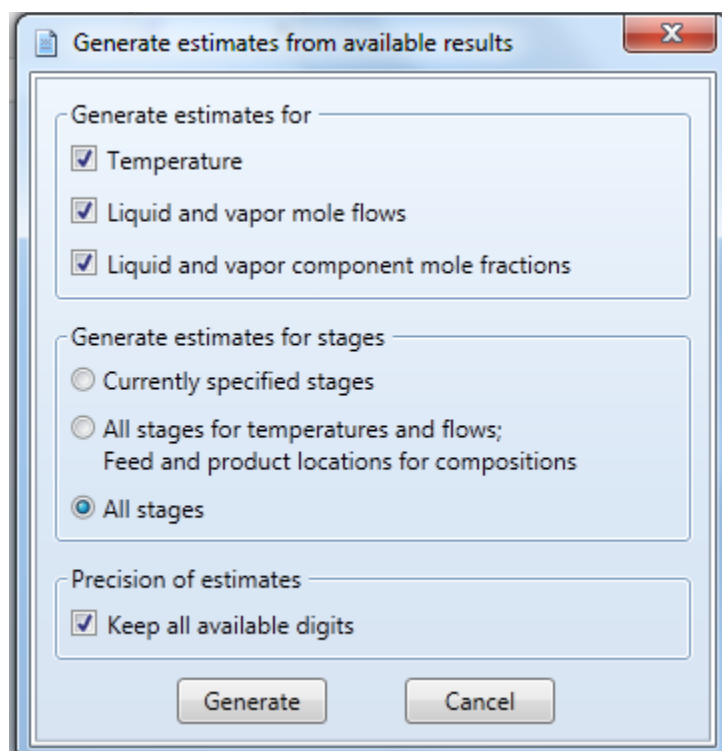 Generate estimates from available results
Generate estimates for
Temperature
Liquid and vapor mole flows
Liquid and vapor component mole fractions
Generate estimates for stages
Currently specified stages
All stages for temperatures and flows;
Feed and product locations for compositions
All stages
Precision of estimates
Keep all available digits
Generate Cancel